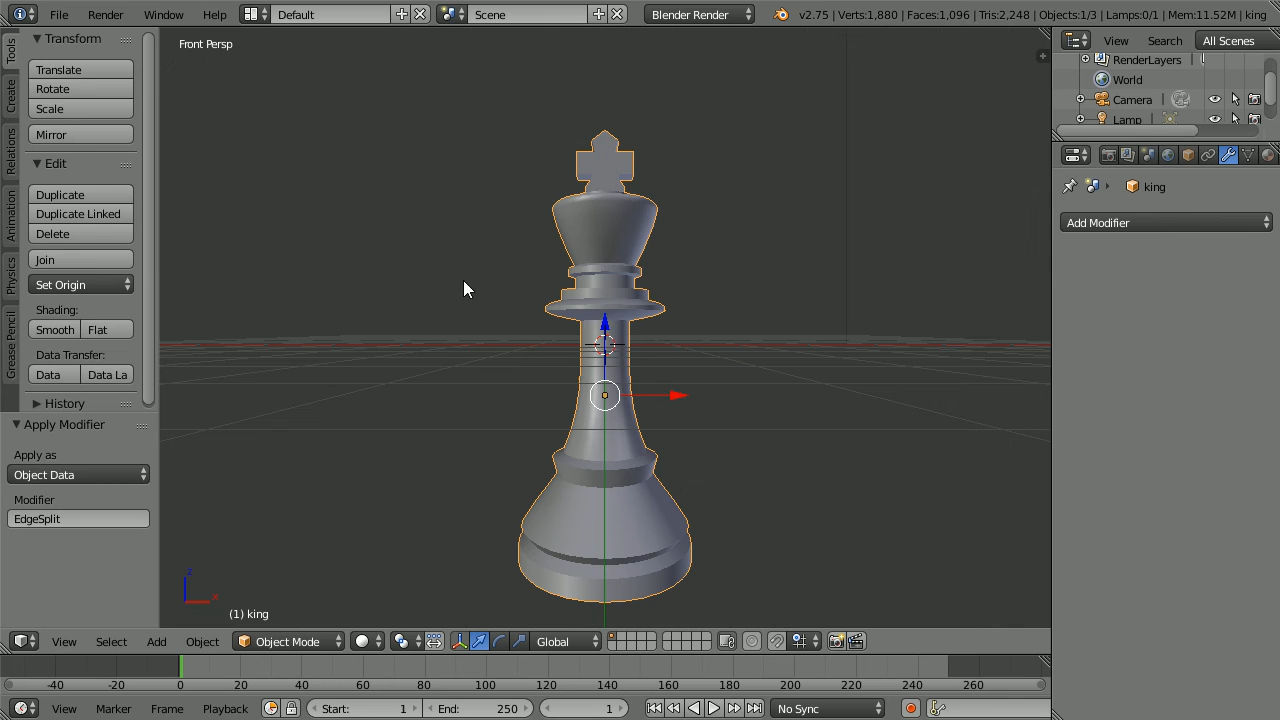 File Render Window Help Default Scene Blender Render v2.75 | Verts:1,880 | Faces:1,096 | Tris:2,248 | Objects:1/3 | Lamps:0/1 | Mem:11.52M | king
Tools
Create
Relations
Animation
Physics
Grease Pencil
Transform
Translate
Rotate
Scale
Mirror
Edit
Duplicate
Duplicate Linked
Delete
Join
Set Origin
Shading:
Smooth Flat
Data Transfer:
Data Data La
History
Apply Modifier
Apply as
Object Data
Modifier
EdgeSplit
Front Persp
z
x
(1) king
View Search All Scenes
RenderLayers
World
Camera
Lamp
king
Add Modifier
View Select Add Object Object Mode Global
-40 -20 0 20 40 60 80 100 120 140 160 180 200 220 240 260
View Marker Frame Playback Start: 1 End: 250 1 No Sync